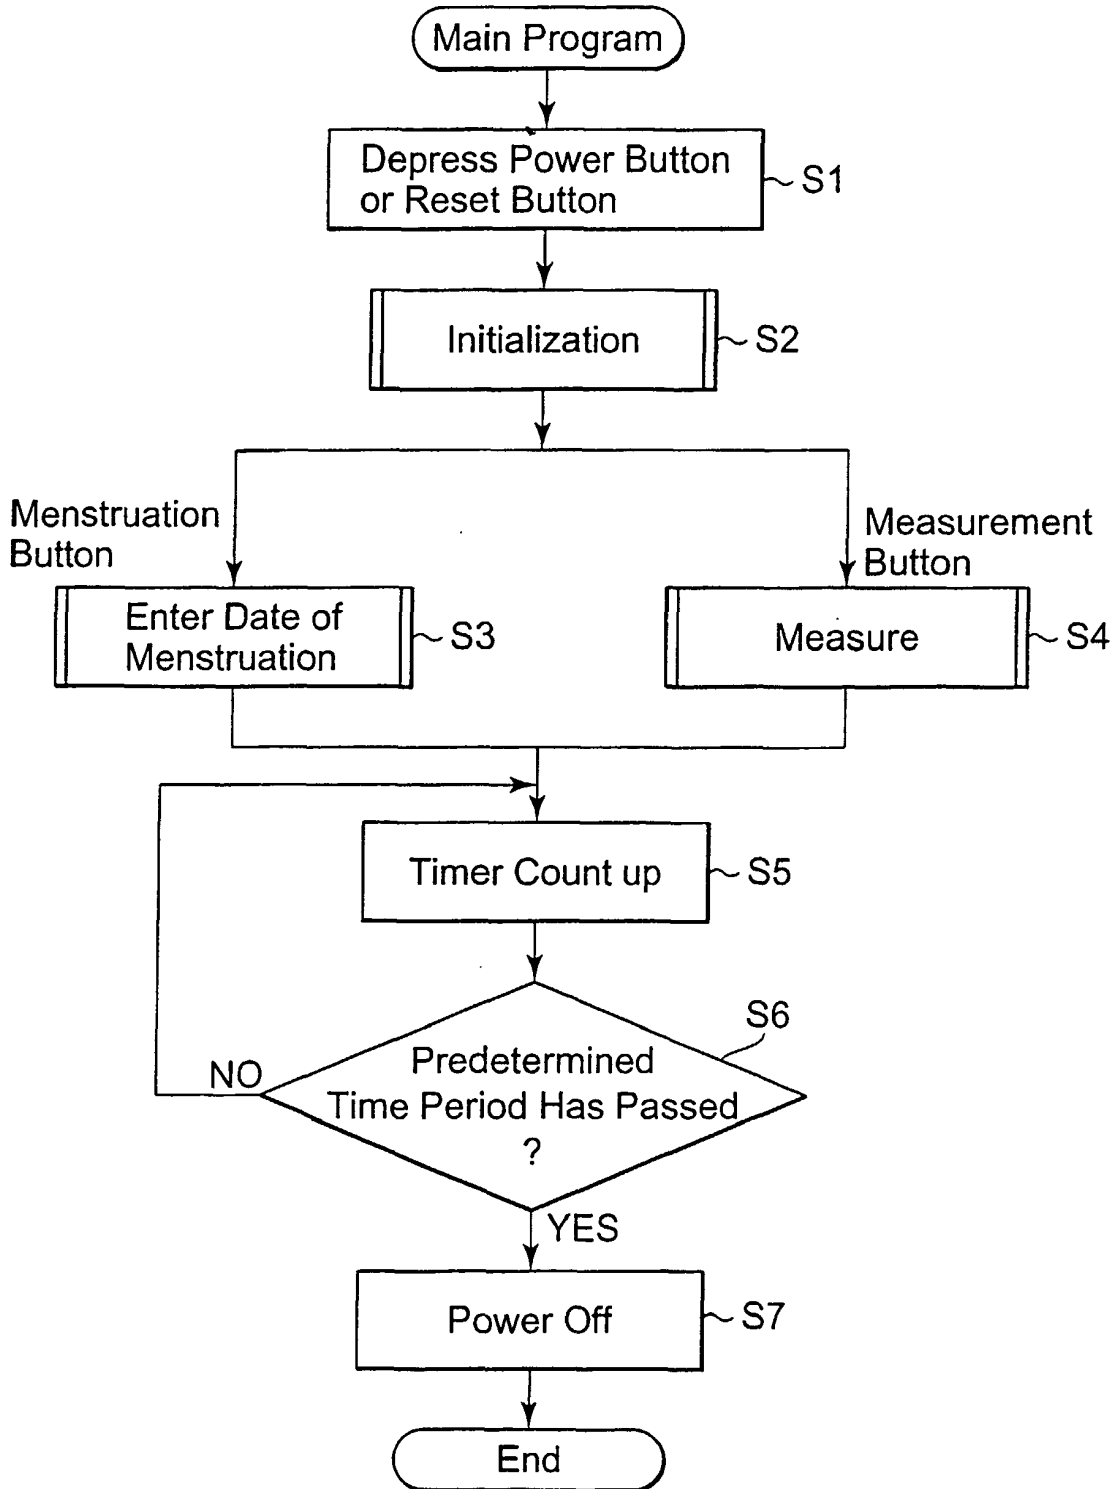 Main Program
Depress Power Button
or Reset Button
S1
Initialization
S2
Menstruation
Button
Measurement
Button
Enter Date of
Menstruation
S3
Measure
S4
Timer Count up
S5
S6
Predetermined
Time Period Has Passed
?
NO
YES
Power Off
S7
End